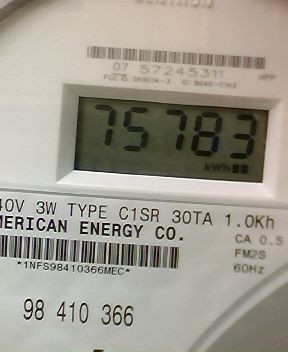 07 57245311
HPP
75783
kWh
40V 3W TYPE C1SR 30TA 1.0Kh
MERICAN ENERGY CO.
CA 0.5
*1NFS98410366MEC*
FM2S
60Hz
98 410 366